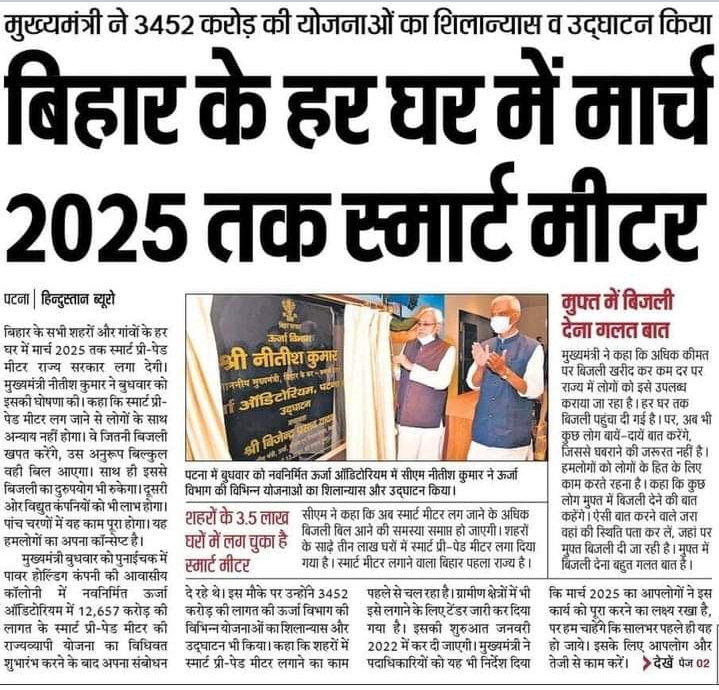 मुख्यमंत्री ने 3452 करोड़ की योजनाओं का शिलान्यास व उद्घाटन किया
बिहार के हर घर में मार्च
2025 तक स्मार्ट मीटर
पटना | हिन्दुस्तान ब्यूरो
बिहार के सभी शहरों और गांवों के हर
घर में मार्च 2025 तक स्मार्ट प्री-पेड
मीटर राज्य सरकार लगा देगी।
मुख्यमंत्री नीतीश कुमार ने बुधवार को
इसकी घोषणा की। कहा कि स्मार्ट प्री-
पेड मीटर लग जाने से लोगों के साथ
अन्याय नहीं होगा। वे जितनी बिजली
खपत करेंगे, उस अनुरूप बिल्कुल
वही बिल आएगा। साथ ही इससे
बिजली का दुरुपयोग भी रुकेगा। दूसरी
ओर विद्युत कंपनियों को भी लाभ होगा।
पांच चरणों में यह काम पूरा होगा। यह
हमलोगों का अपना कॉन्सेप्ट है।
मुख्यमंत्री बुधवार को पुनाईचक में
पावर होल्डिंग कंपनी की आवासीय
कॉलोनी में नवनिर्मित ऊर्जा
ऑडिटोरियम में 12,657 करोड़ की
लागत के स्मार्ट प्री-पेड मीटर की
राज्यव्यापी योजना का विधिवत
शुभारंभ करने के बाद अपना संबोधन
बिहार सरकार
ऊर्जा विभाग
श्री नीतीश कुमार
माननीय मुख्यमंत्री, बिहार के
ऑडिटोरियम, पटना
उद्घाटन
श्री बिजेन्द्र प्रसाद यादव
पटना में बुधवार को नवनिर्मित ऊर्जा ऑडिटोरियम में सीएम नीतीश कुमार ने ऊर्जा
विभाग की विभिन्न योजनाओं का शिलान्यास और उद्घाटन किया।
शहरों के 3.5 लाख
घरों में लग चुका है
स्मार्ट मीटर
सीएम ने कहा कि अब स्मार्ट मीटर लग जाने के अधिक
बिजली बिल आने की समस्या समाप्त हो जाएगी। शहरों
के साढ़े तीन लाख घरों में स्मार्ट प्री-पेड मीटर लगा दिया
गया है। स्मार्ट मीटर लगाने वाला बिहार पहला राज्य है।
दे रहे थे। इस मौके पर उन्होंने 3452
करोड़ की लागत की ऊर्जा विभाग की
विभिन्न योजनाओं का शिलान्यास और
उद्घाटन भी किया। कहा कि शहरों में
स्मार्ट प्री-पेड मीटर लगाने का काम
पहले से चल रहा है। ग्रामीण क्षेत्रों में भी
इसे लगाने के लिए टेंडर जारी कर दिया
गया है। इसकी शुरुआत जनवरी
2022 में कर दी जाएगी। मुख्यमंत्री ने
पदाधिकारियों को यह भी निर्देश दिया
मुफ्त में बिजली
देना गलत बात
मुख्यमंत्री ने कहा कि अधिक कीमत
पर बिजली खरीद कर कम दर पर
राज्य में लोगों को इसे उपलब्ध
कराया जा रहा है। हर घर तक
बिजली पहुंचा दी गई है। पर, अब भी
कुछ लोग बायें-दायें बात करेंगे,
जिससे घबराने की जरूरत नहीं है।
हमलोगों को लोगों के हित के लिए
काम करते रहना है। कहा कि कुछ
लोग मुफ्त में बिजली देने की बात
कहेंगे। ऐसी बात करने वाले जरा
वहां की स्थिति पता कर लें, जहां पर
मुफ्त बिजली दी जा रही है। मुफ्त में
बिजली देना बहुत गलत बात है।
कि मार्च 2025 का आपलोगों ने इस
कार्य को पूरा करने का लक्ष्य रखा है,
पर हम चाहेंगे कि सालभर पहले ही यह
हो जाये। इसके लिए आपलोग और
तेजी से काम करें। देखें पेज 02